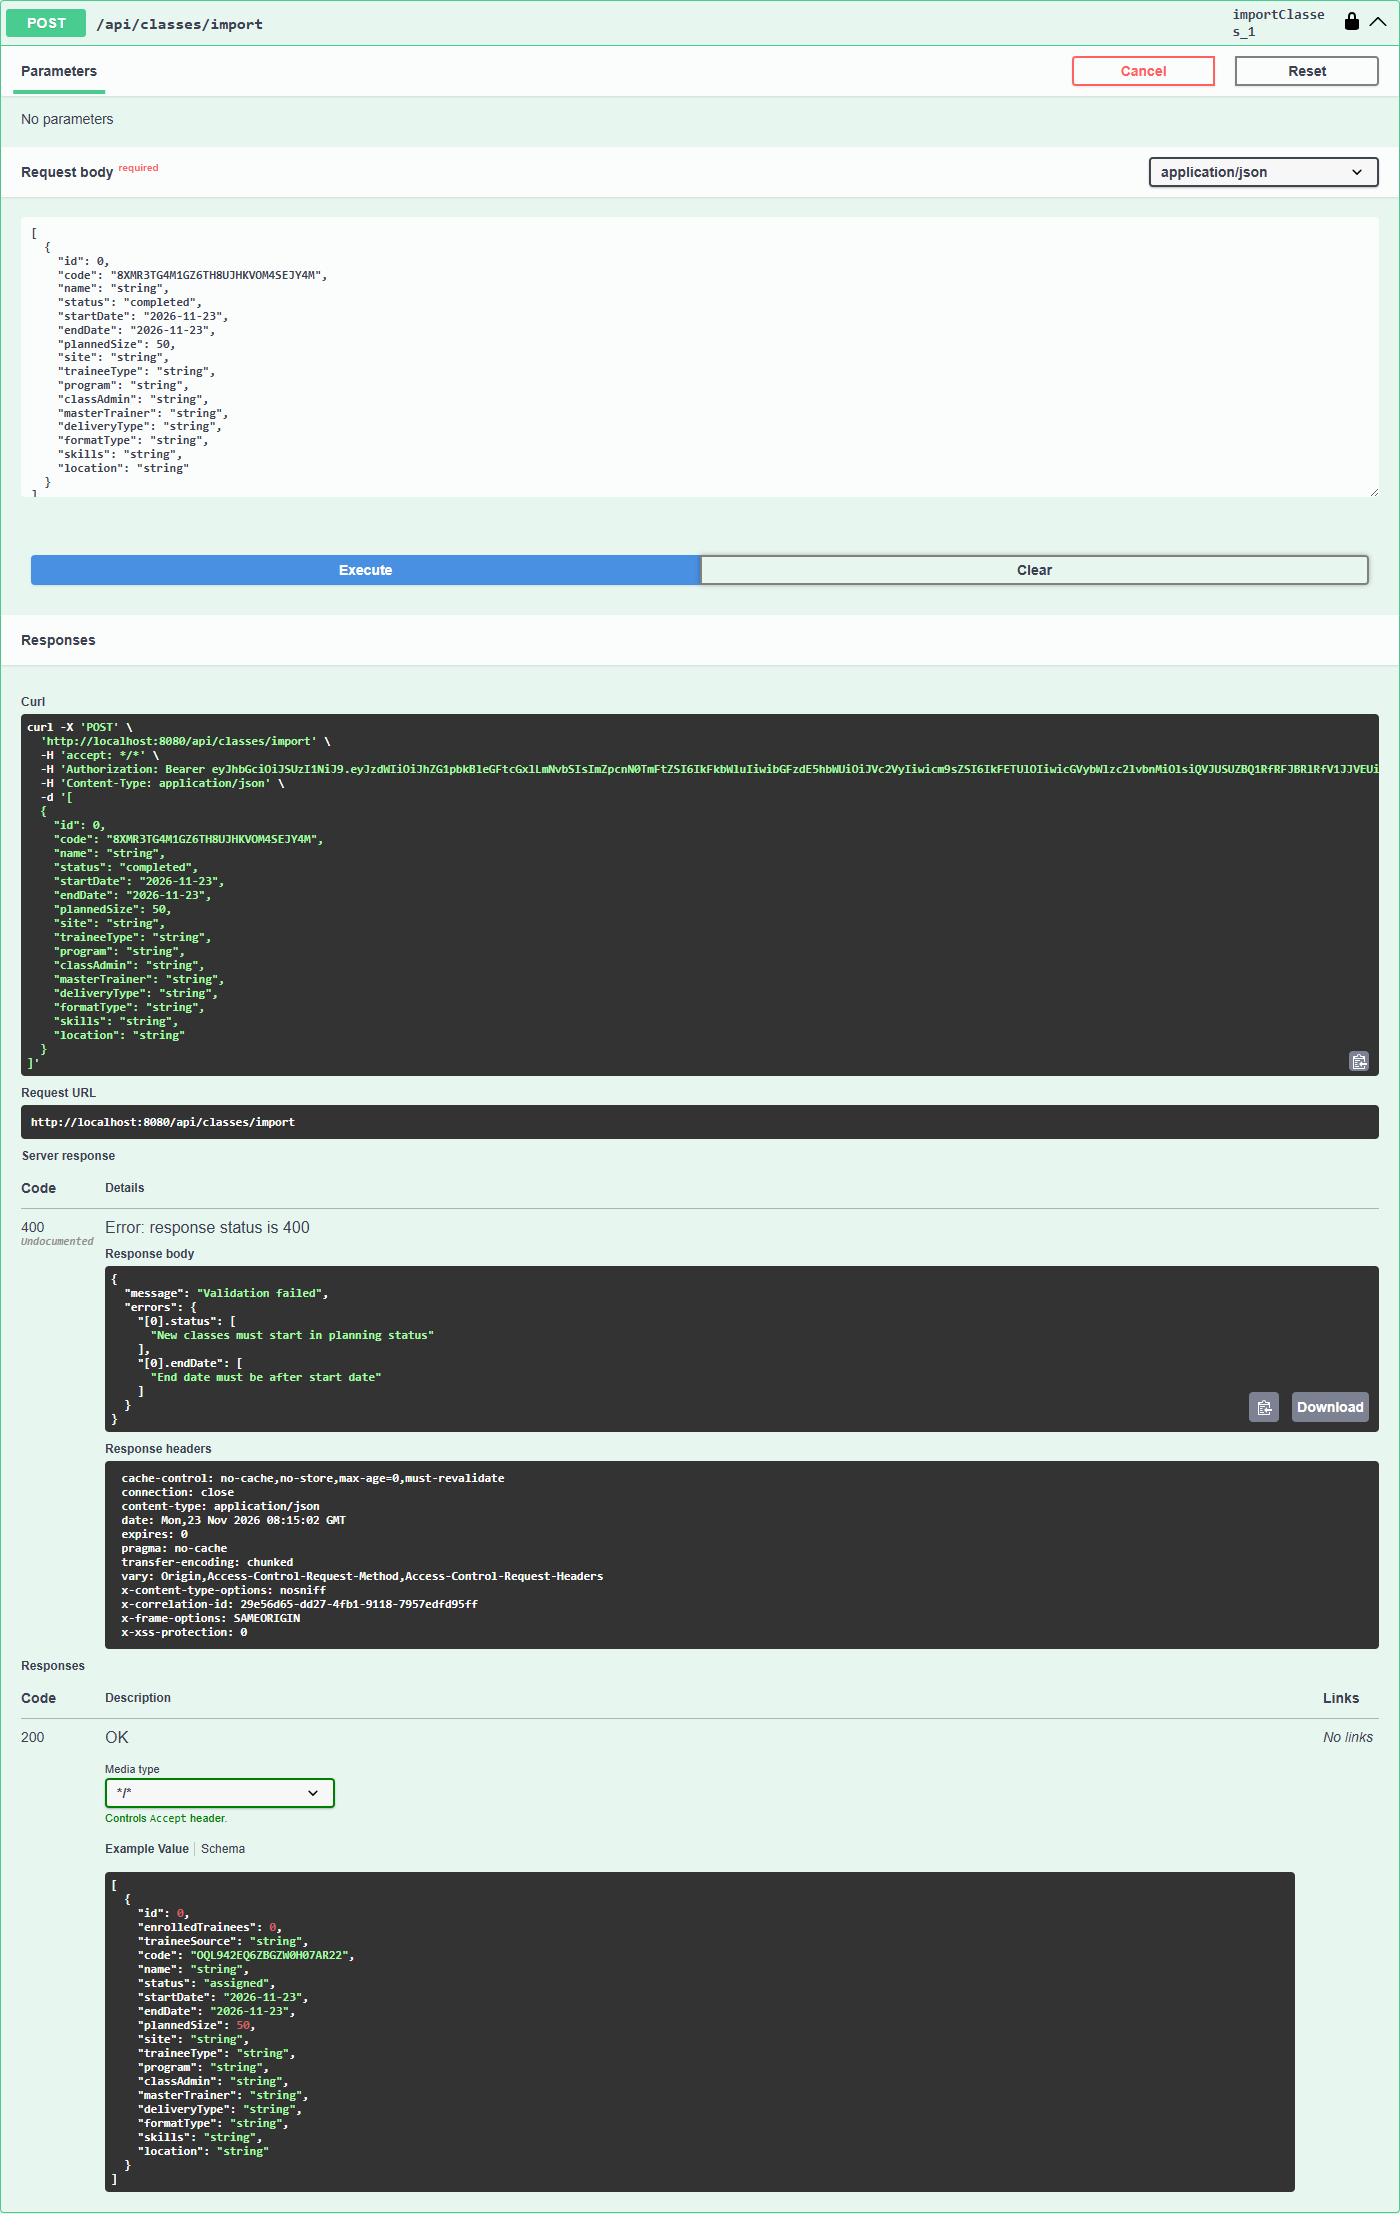 POST /api/classes/import importClasse
s_1
Parameters
Cancel
Reset
No parameters
Request body required
application/json
[
  {
    "id": 0,
    "code": "8XMR3TG4M1GZ6TH8UJHKVOM4SEJY4M",
    "name": "string",
    "status": "completed",
    "startDate": "2026-11-23",
    "endDate": "2026-11-23",
    "plannedSize": 50,
    "site": "string",
    "traineeType": "string",
    "program": "string",
    "classAdmin": "string",
    "masterTrainer": "string",
    "deliveryType": "string",
    "formatType": "string",
    "skills": "string",
    "location": "string"
  }
]
Execute
Clear
Responses
Curl
curl -X 'POST' \
  'http://localhost:8080/api/classes/import' \
  -H 'accept: */*' \
  -H 'Authorization: Bearer
  -H 'Content-Type: application/json' \
  -d '[
  {
    "id": 0,
    "code": "8XMR3TG4M1GZ6TH8UJHKVOM4SEJY4M",
    "name": "string",
    "status": "completed",
    "startDate": "2026-11-23",
    "endDate": "2026-11-23",
    "plannedSize": 50,
    "site": "string",
    "traineeType": "string",
    "program": "string",
    "classAdmin": "string",
    "masterTrainer": "string",
    "deliveryType": "string",
    "formatType": "string",
    "skills": "string",
    "location": "string"
  }
]'
Request URL
http://localhost:8080/api/classes/import
Server response
Code Details
400 Error: response status is 400
Undocumented
Response body
{
  "message": "Validation failed",
  "errors": {
    "[0].status": [
      "New classes must start in planning status"
    ],
    "[0].endDate": [
      "End date must be after start date"
    ]
  }
}
Download
Response headers
cache-control: no-cache,no-store,max-age=0,must-revalidate
connection: close
content-type: application/json
date: Mon,23 Nov 2026 08:15:02 GMT
expires: 0
pragma: no-cache
transfer-encoding: chunked
vary: Origin,Access-Control-Request-Method,Access-Control-Request-Headers
x-content-type-options: nosniff
x-correlation-id: 29e56d65-dd27-4fb1-9118-7957edfd95ff
x-frame-options: SAMEORIGIN
x-xss-protection: 0
Responses
Code Description Links
200 OK No links
Media type
*/*
Controls Accept header.
Example Value Schema
[
  {
    "id": 0,
    "enrolledTrainees": 0,
    "traineeSource": "string",
    "code": "OQL942EQ6ZBGZW0H07AR22",
    "name": "string",
    "status": "assigned",
    "startDate": "2026-11-23",
    "endDate": "2026-11-23",
    "plannedSize": 50,
    "site": "string",
    "traineeType": "string",
    "program": "string",
    "classAdmin": "string",
    "masterTrainer": "string",
    "deliveryType": "string",
    "formatType": "string",
    "skills": "string",
    "location": "string"
  }
]